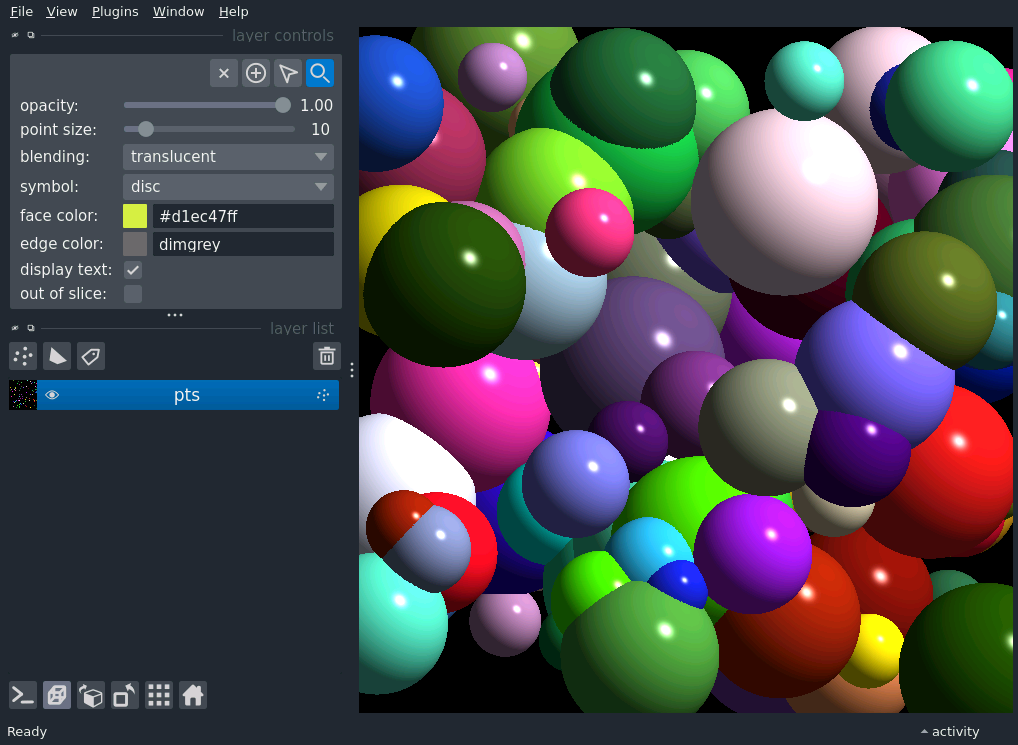 File View Plugins Window Help
layer controls
opacity: 1.00
point size: 10
blending: translucent
symbol: disc
face color: #d1ec47ff
edge color: dimgrey
display text:
out of slice:
layer list
pts
Ready activity